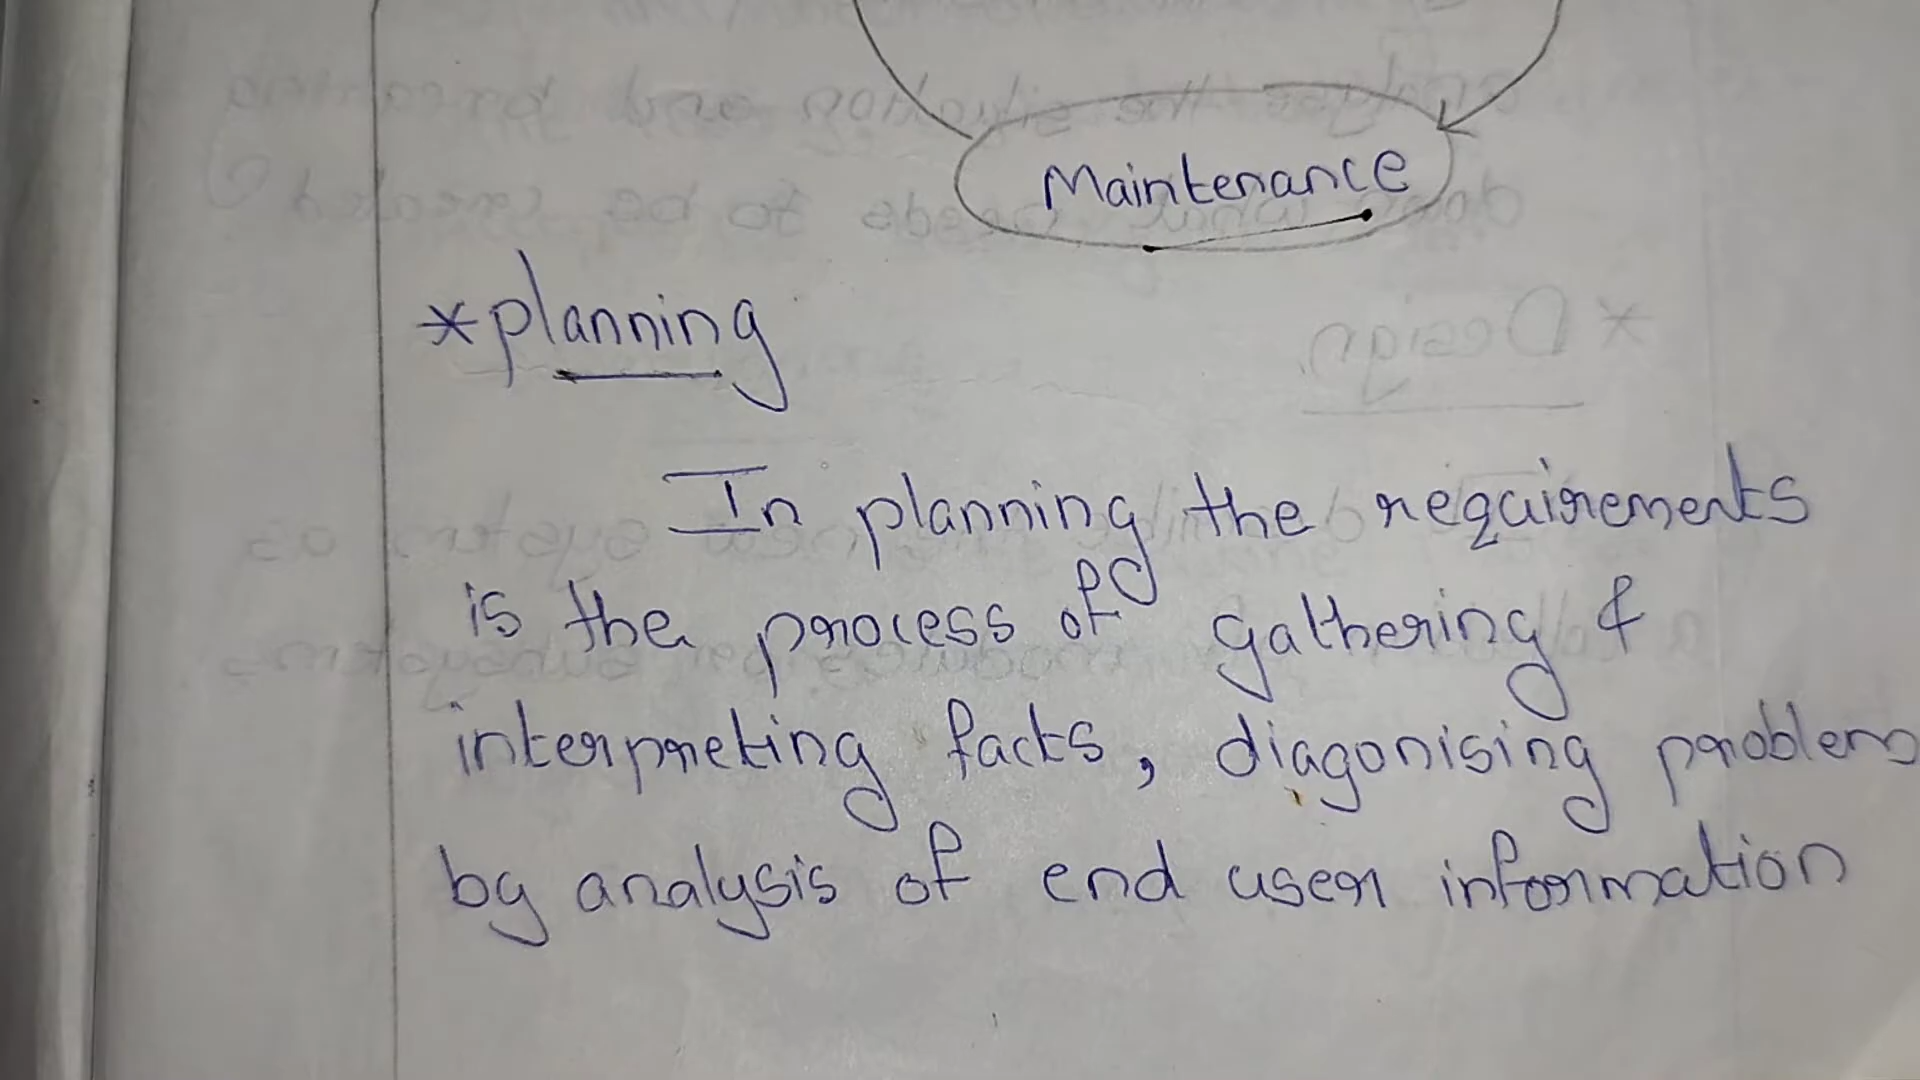 Maintenance
* planning
In planning the requirements
is the process of gathering &
interpreting facts, diagonising problem
by analysis of end user information